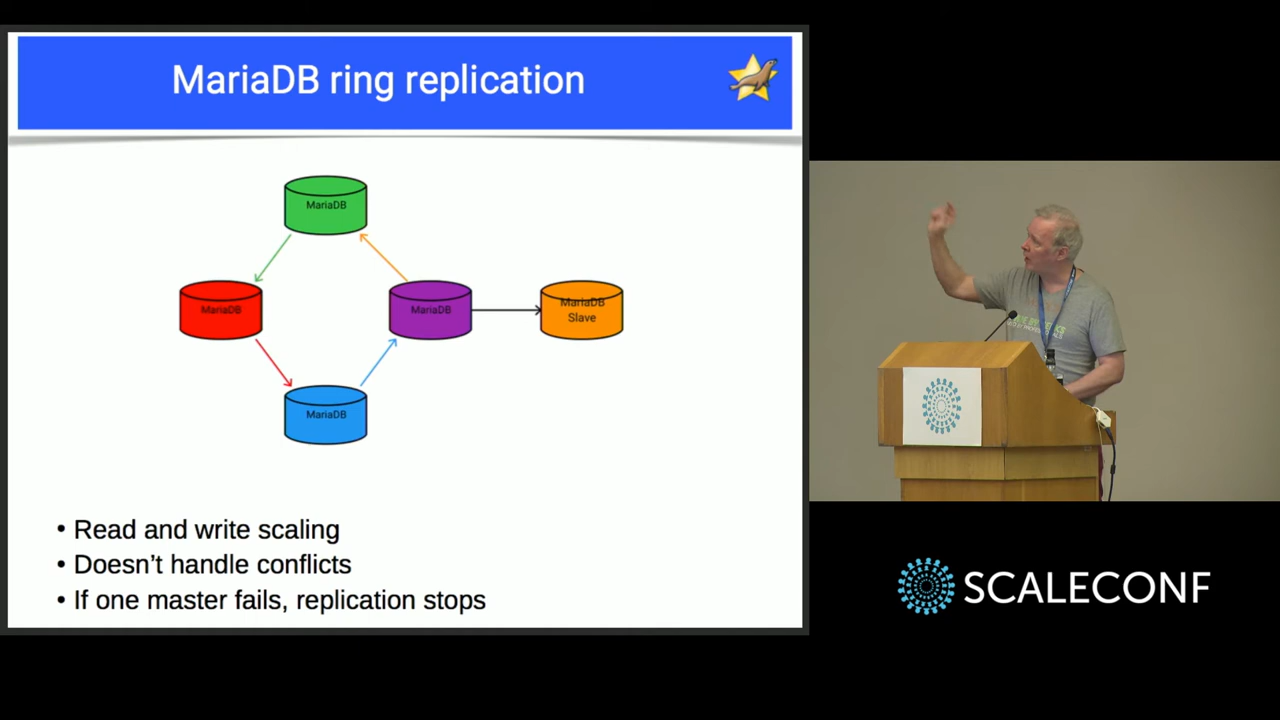 MariaDB ring replication
MariaDB
MariaDB
MariaDB
MariaDB
Slave
MariaDB
• Read and write scaling
• Doesn't handle conflicts
• If one master fails, replication stops
SCALECONF